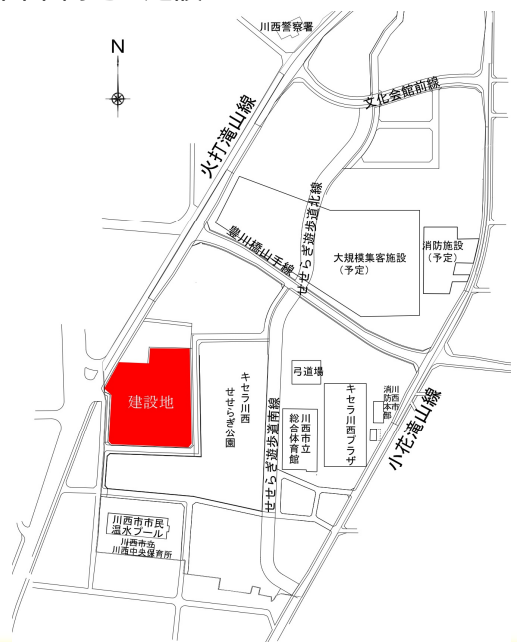 川西警察署
N
文化会館前線
火打滝山線
せせらぎ遊歩道北線
豊川橋山手線
大規模集客施設
（予定）
消防施設
（予定）
建設地
キセラ川西
せせらぎ公園
せせらぎ遊歩道南線
弓道場
川西市立
総合体育館
キセラ川西プラザ
川西市
消防本部
小花滝山線
川西市市民
温水プール
川西市立
川西中央保育所